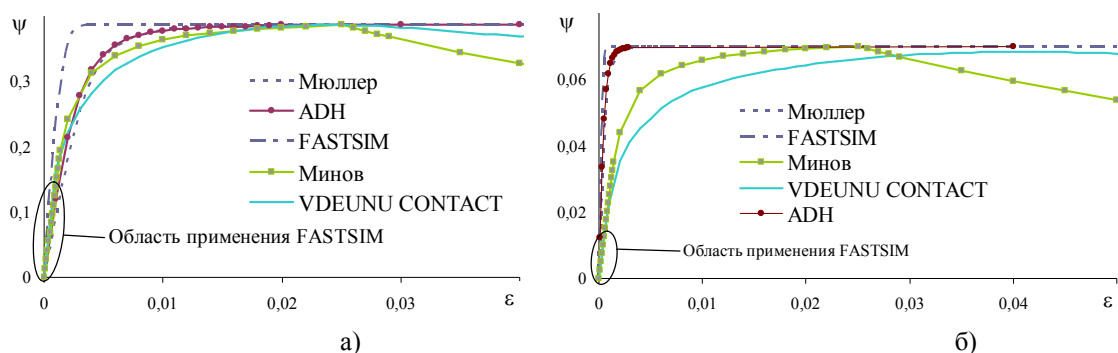 ψ
0,3
0,2
0,1
0
0
0,01
0,02
0,03
ε
Мюллер
ADH
FASTSIM
Минов
VDEUNU CONTACT
Область применения FASTSIM
а)
ψ
0,06
0,04
0,02
0
0
0,01
0,02
0,03
0,04
ε
Мюллер
FASTSIM
Минов
VDEUNU CONTACT
ADH
Область применения FASTSIM
б)